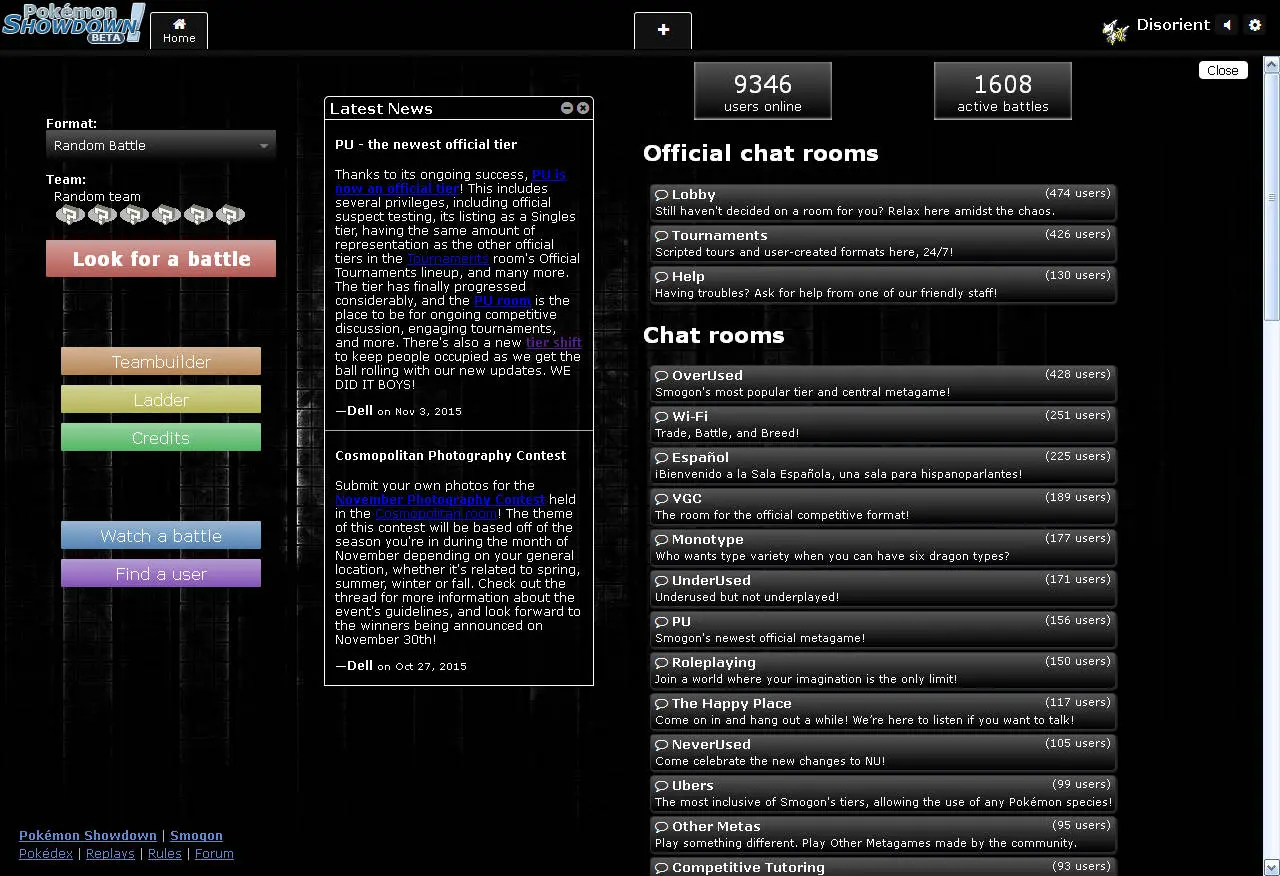 Pokémon
SHOWDOWN!
BETA
Home
+
Disorient
Format:
Random Battle
Team:
Random team
Look for a battle
Teambuilder
Ladder
Credits
Watch a battle
Find a user
Pokémon Showdown | Smogon
Pokédex | Replays | Rules | Forum
Latest News
PU - the newest official tier
Thanks to its ongoing success, PU is
now an official tier! This includes
several privileges, including official
suspect testing, its listing as a Singles
tier, having the same amount of
representation as the other official
tiers in the Tournaments room's Official
Tournaments lineup, and many more.
The tier has finally progressed
considerably, and the PU room is the
place to be for ongoing competitive
discussion, engaging tournaments,
and more. There's also a new tier shift
to keep people occupied as we get the
ball rolling with our new updates. WE
DID IT BOYS!
—Dell on Nov 3, 2015
Cosmopolitan Photography Contest
Submit your own photos for the
November Photography Contest held
in the Cosmopolitan room! The theme
of this contest will be based off of the
season you're in during the month of
November depending on your general
location, whether it's related to spring,
summer, winter or fall. Check out the
thread for more information about the
event's guidelines, and look forward to
the winners being announced on
November 30th!
—Dell on Oct 27, 2015
Close
9346
users online
1608
active battles
Official chat rooms
Lobby (474 users)
Still haven't decided on a room for you? Relax here amidst the chaos.
Tournaments (426 users)
Scripted tours and user-created formats here, 24/7!
Help (130 users)
Having troubles? Ask for help from one of our friendly staff!
Chat rooms
OverUsed (428 users)
Smogon's most popular tier and central metagame!
Wi-Fi (251 users)
Trade, Battle, and Breed!
Español (225 users)
¡Bienvenido a la Sala Española, una sala para hispanoparlantes!
VGC (189 users)
The room for the official competitive format!
Monotype (177 users)
Who wants type variety when you can have six dragon types?
UnderUsed (171 users)
Underused but not underplayed!
PU (156 users)
Smogon's newest official metagame!
Roleplaying (150 users)
Join a world where your imagination is the only limit!
The Happy Place (117 users)
Come on in and hang out a while! We’re here to listen if you want to talk!
NeverUsed (105 users)
Come celebrate the new changes to NU!
Ubers (99 users)
The most inclusive of Smogon's tiers, allowing the use of any Pokémon species!
Other Metas (95 users)
Play something different. Play Other Metagames made by the community.
Competitive Tutoring (93 users)